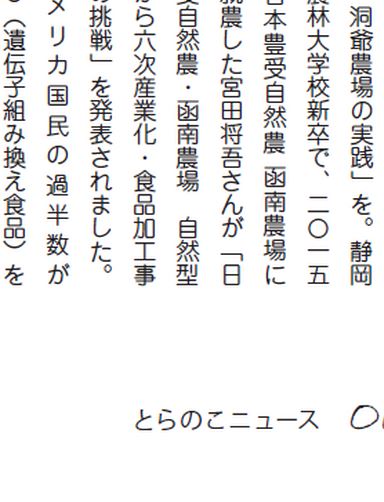 洞爺農場の実践」を。静岡
農林大学校新卒で、二〇一五
日本豊受自然農 函南農場に
就農した宮田将吾さんが「日
受自然農・函南農場　自然型
から六次産業化・食品加工事
の挑戦」を発表されました。
メリカ国民の過半数が
（遺伝子組み換え食品）を
とらのこニュース